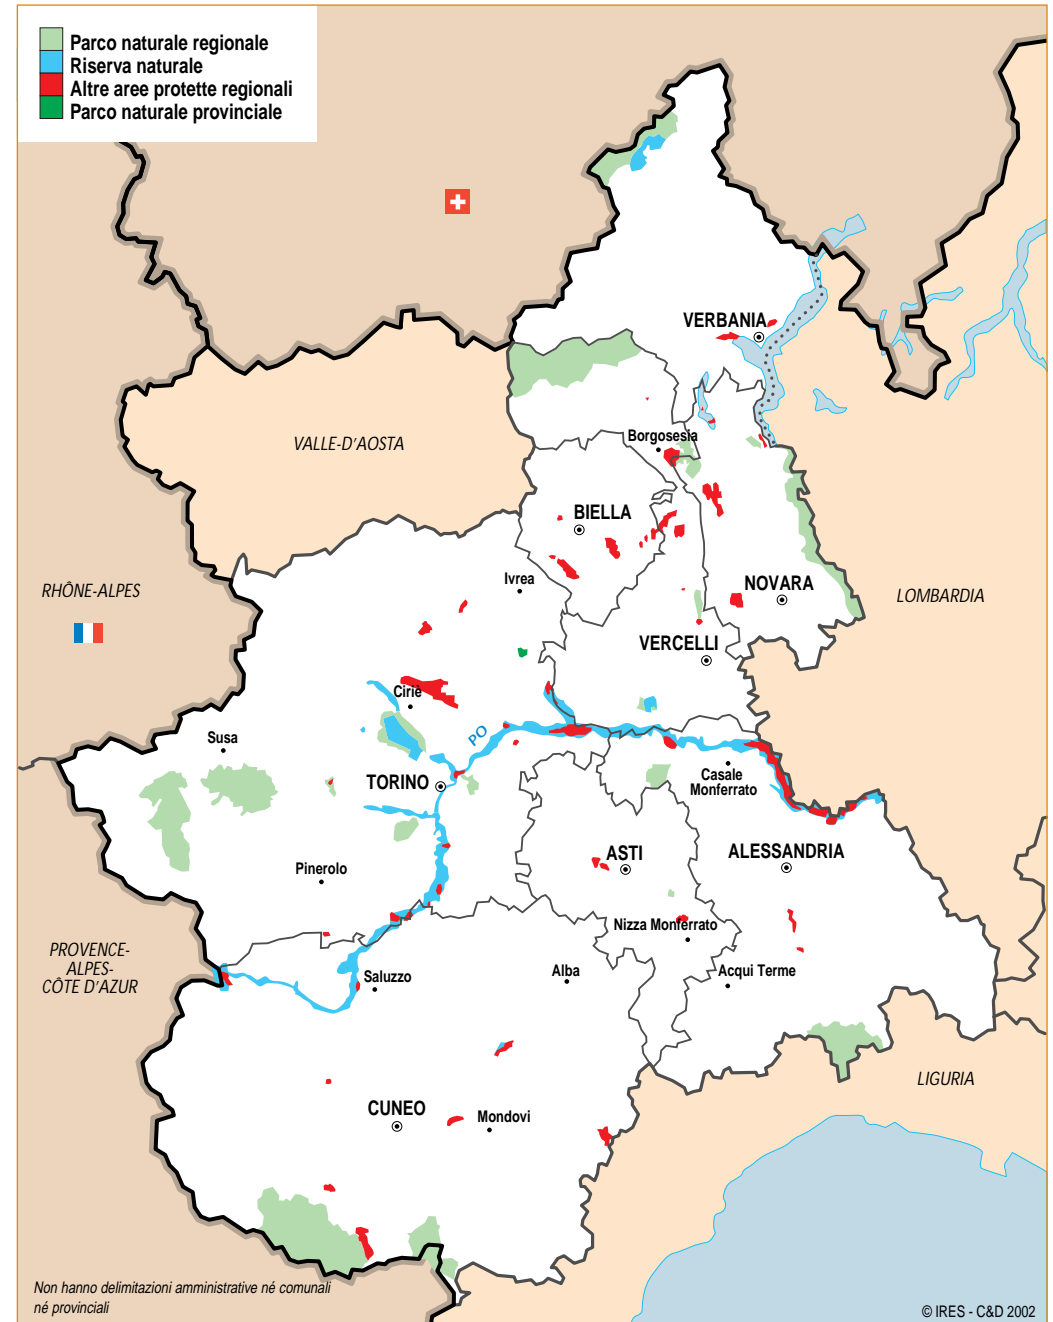 Parco naturale regionale
Riserva naturale
Altre aree protette regionali
Parco naturale provinciale
VERBANIA
VALLE-D'AOSTA
Borgosesia
BIELLA
Ivrea
NOVARA
RHÔNE-ALPES
LOMBARDIA
VERCELLI
Ciriè
PO
Susa
TORINO
Casale
Monferrato
ASTI
ALESSANDRIA
Pinerolo
Nizza Monferrato
PROVENCE-
ALPES-
CÔTE D'AZUR
Saluzzo
Alba
Acqui Terme
LIGURIA
CUNEO
Mondovi
Non hanno delimitazioni amministrative né comunali
né provinciali
© IRES - C&D 2002